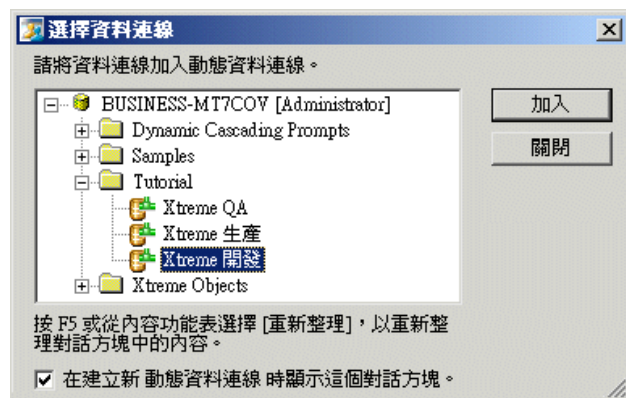 選擇資料連線
請將資料連線加入動態資料連線。
BUSINESS-MT7COV [Administrator]
Dynamic Cascading Prompts
Samples
Tutorial
Xtreme QA
Xtreme 生產
Xtreme 開發
Xtreme Objects
加入
關閉
按 F5 或從內容功能表選擇 [重新整理]，以重新整
理對話方塊中的內容。
在建立新 動態資料連線 時顯示這個對話方塊。